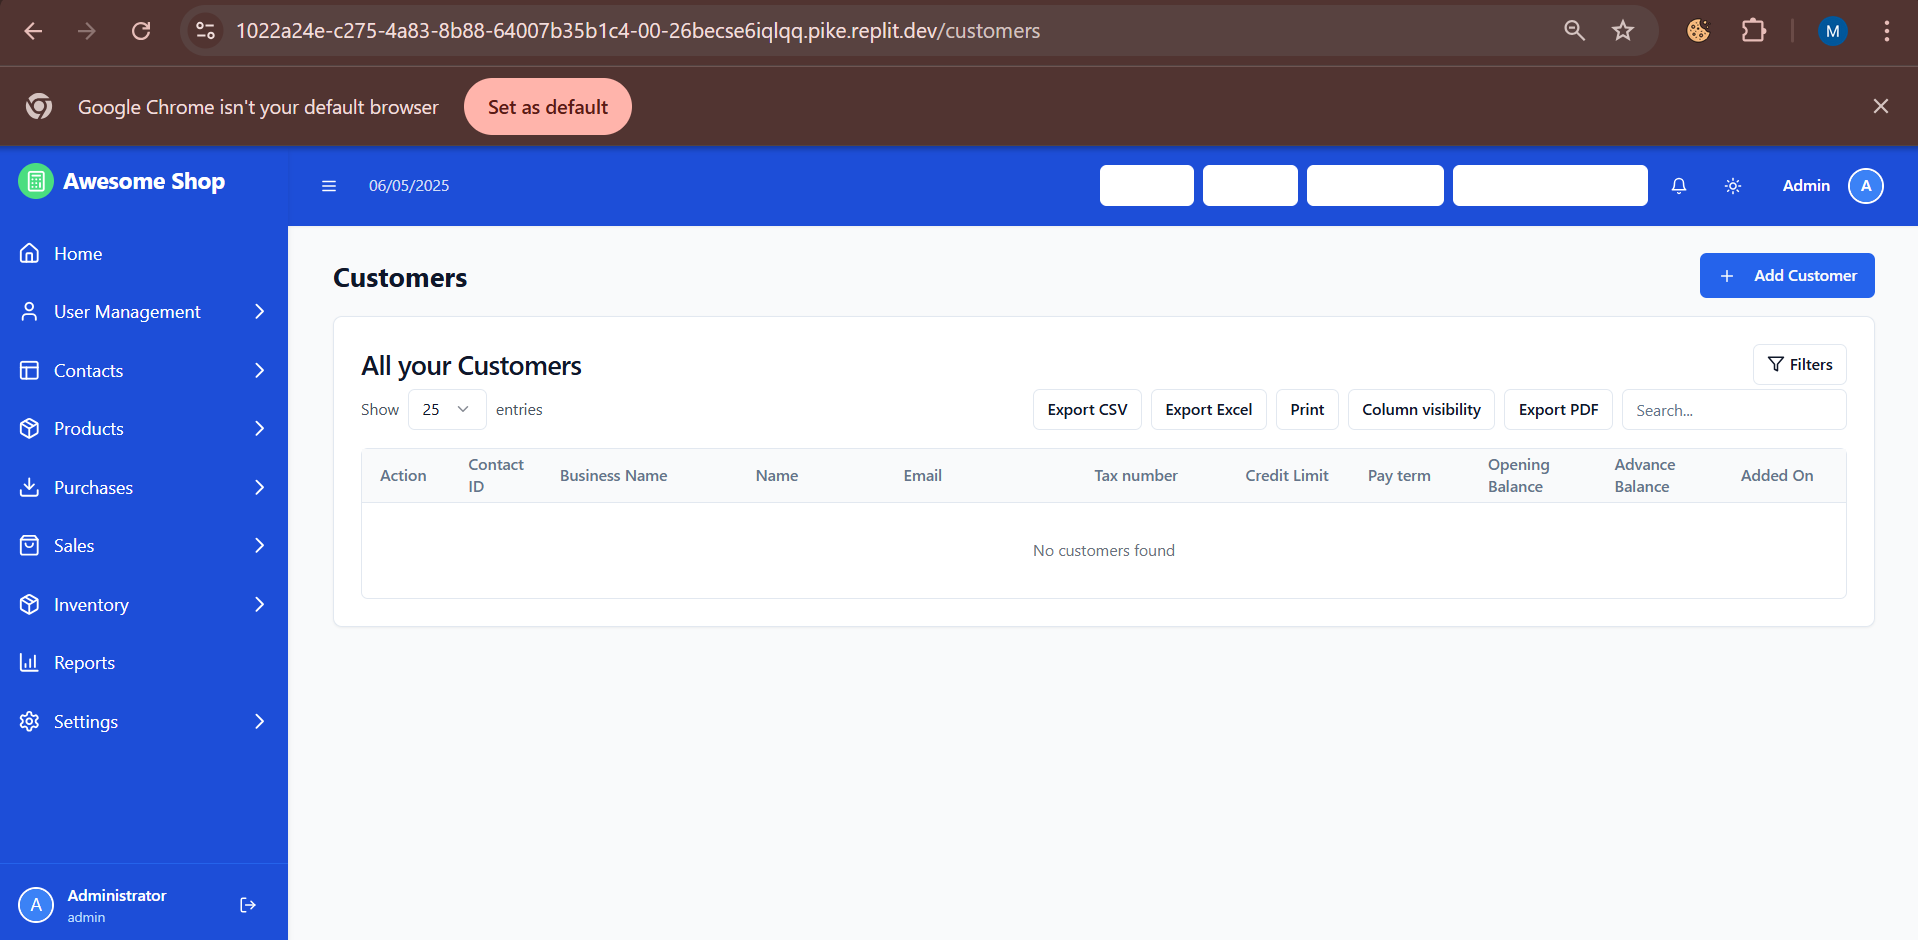 1022a24e-c275-4a83-8b88-64007b35b1c4-00-26becse6iqlqq.pike.replit.dev/customers
M
Google Chrome isn't your default browser
Set as default
Awesome Shop
06/05/2025
Admin
A
Home
User Management
Contacts
Products
Purchases
Sales
Inventory
Reports
Settings
A
Administrator
admin
Customers
+ Add Customer
All your Customers
Filters
Show 25 entries
Export CSV
Export Excel
Print
Column visibility
Export PDF
Search...
Action
Contact ID
Business Name
Name
Email
Tax number
Credit Limit
Pay term
Opening Balance
Advance Balance
Added On
No customers found